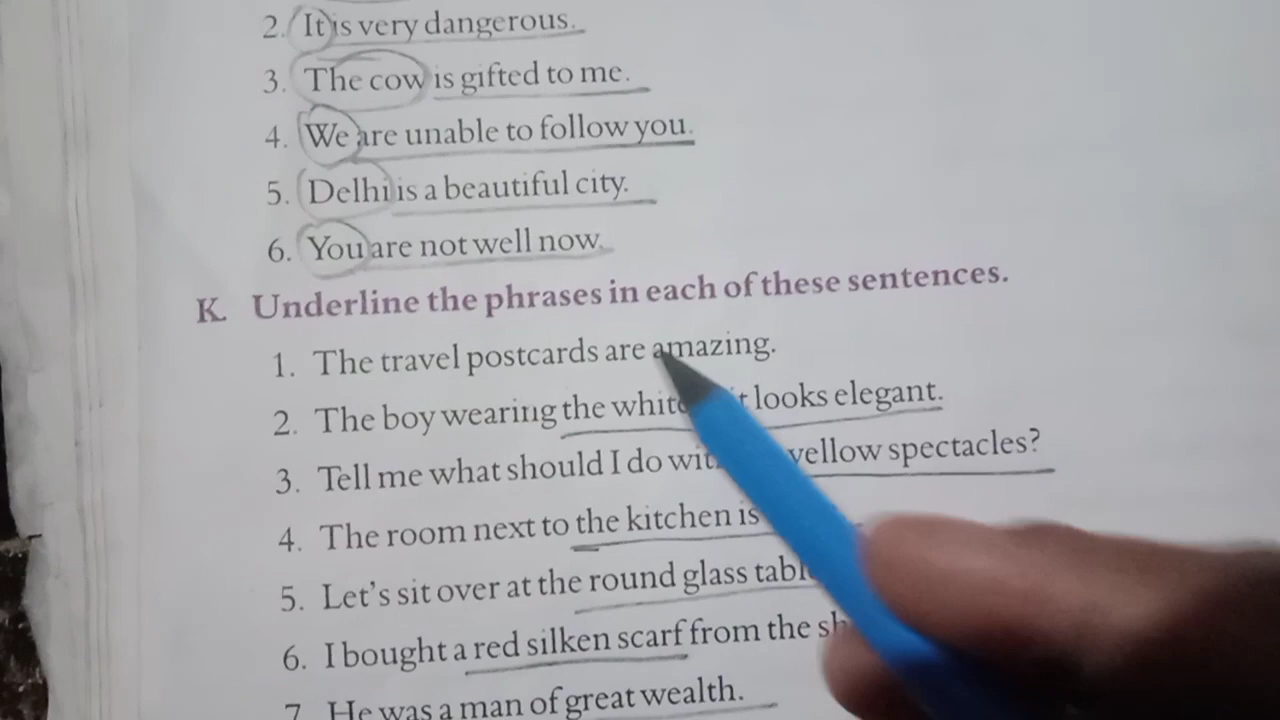 2. It is very dangerous.
3. The cow is gifted to me.
4. We are unable to follow you.
5. Delhi is a beautiful city.
6. You are not well now.
K. Underline the phrases in each of these sentences.
1. The travel postcards are amazing.
2. The boy wearing the white looks elegant.
3. Tell me what should I do yellow spectacles?
4. The room next to the kitchen is
5. Let's sit over at the round glass
6. I bought a red silken scarf from the
7. He was a man of great wealth.